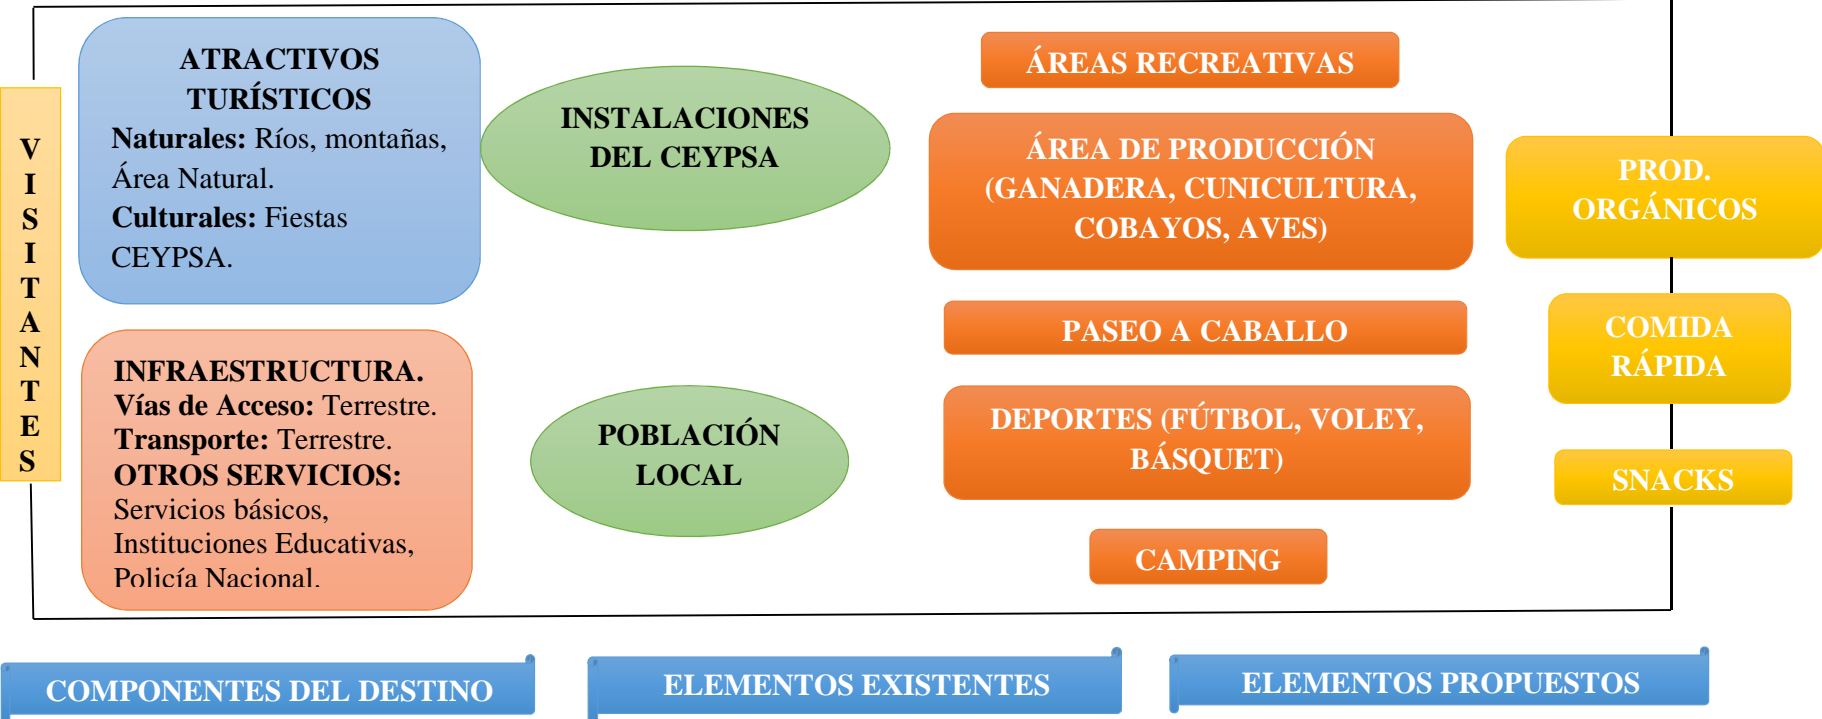 VISITANTES
ATRACTIVOS
TURÍSTICOS
Naturales: Ríos, montañas,
Área Natural.
Culturales: Fiestas
CEYPSA.
INFRAESTRUCTURA.
Vías de Acceso: Terrestre.
Transporte: Terrestre.
OTROS SERVICIOS:
Servicios básicos,
Instituciones Educativas,
Policía Nacional.
INSTALACIONES
DEL CEYPSA
POBLACIÓN
LOCAL
ÁREAS RECREATIVAS
ÁREA DE PRODUCCIÓN
(GANADERA, CUNICULTURA,
COBAYOS, AVES)
PASEO A CABALLO
DEPORTES (FÚTBOL, VOLEY,
BÁSQUET)
CAMPING
PROD.
ORGÁNICOS
COMIDA
RÁPIDA
SNACKS
COMPONENTES DEL DESTINO
ELEMENTOS EXISTENTES
ELEMENTOS PROPUESTOS